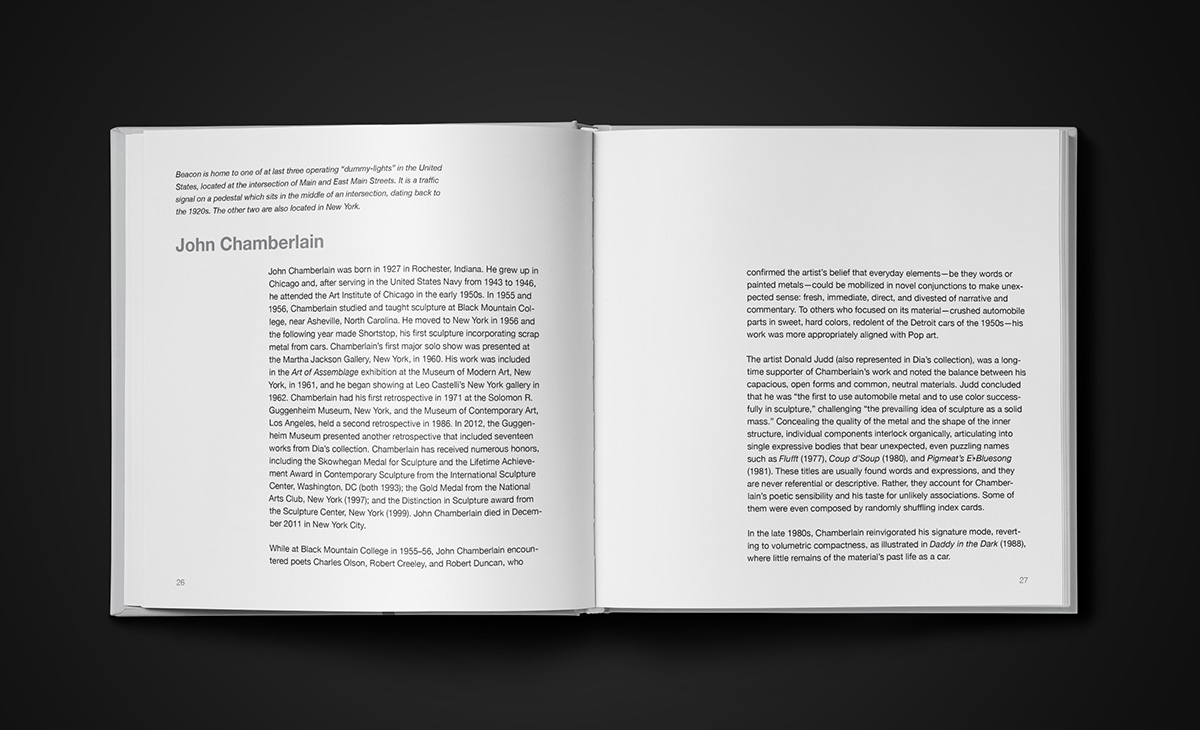 Beacon is home to one of at last three operating “dummy-lights” in the United
States, located at the intersection of Main and East Main Streets. It is a traffic
signal on a pedestal which sits in the middle of an intersection, dating back to
the 1920s. The other two are also located in New York.
John Chamberlain
John Chamberlain was born in 1927 in Rochester, Indiana. He grew up in
Chicago and, after serving in the United States Navy from 1943 to 1946,
he attended the Art Institute of Chicago in the early 1950s. In 1955 and
1956, Chamberlain studied and taught sculpture at Black Mountain Col-
lege, near Asheville, North Carolina. He moved to New York in 1956 and
the following year made Shortstop, his first sculpture incorporating scrap
metal from cars. Chamberlain’s first major solo show was presented at
the Martha Jackson Gallery, New York, in 1960. His work was included
in the Art of Assemblage exhibition at the Museum of Modern Art, New
York, in 1961, and he began showing at Leo Castelli’s New York gallery in
1962. Chamberlain had his first retrospective in 1971 at the Solomon R.
Guggenheim Museum, New York, and the Museum of Contemporary Art,
Los Angeles, held a second retrospective in 1986. In 2012, the Guggen-
heim Museum presented another retrospective that included seventeen
works from Dia’s collection. Chamberlain has received numerous honors,
including the Skowhegan Medal for Sculpture and the Lifetime Achieve-
ment Award in Contemporary Sculpture from the International Sculpture
Center, Washington, DC (both 1993); the Gold Medal from the National
Arts Club, New York (1997); and the Distinction in Sculpture award from
the Sculpture Center, New York (1999). John Chamberlain died in Decem-
ber 2011 in New York City.
While at Black Mountain College in 1955–56, John Chamberlain encoun-
tered poets Charles Olson, Robert Creeley, and Robert Duncan, who
26
confirmed the artist’s belief that everyday elements—be they words or
painted metals—could be mobilized in novel conjunctions to make unex-
pected sense: fresh, immediate, direct, and divested of narrative and
commentary. To others who focused on its material—crushed automobile
parts in sweet, hard colors, redolent of the Detroit cars of the 1950s—his
work was more appropriately aligned with Pop art.
The artist Donald Judd (also represented in Dia’s collection), was a long-
time supporter of Chamberlain’s work and noted the balance between his
capacious, open forms and common, neutral materials. Judd concluded
that he was “the first to use automobile metal and to use color success-
fully in sculpture,” challenging “the prevailing idea of sculpture as a solid
mass.” Concealing the quality of the metal and the shape of the inner
structure, individual components interlock organically, articulating into
single expressive bodies that bear unexpected, even puzzling names
such as Flufft (1977), Coup d’Soup (1980), and Pigmeat’s E♭Bluesong
(1981). These titles are usually found words and expressions, and they
are never referential or descriptive. Rather, they account for Chamber-
lain’s poetic sensibility and his taste for unlikely associations. Some of
them were even composed by randomly shuffling index cards.
In the late 1980s, Chamberlain reinvigorated his signature mode, revert-
ing to volumetric compactness, as illustrated in Daddy in the Dark (1988),
where little remains of the material’s past life as a car.
27